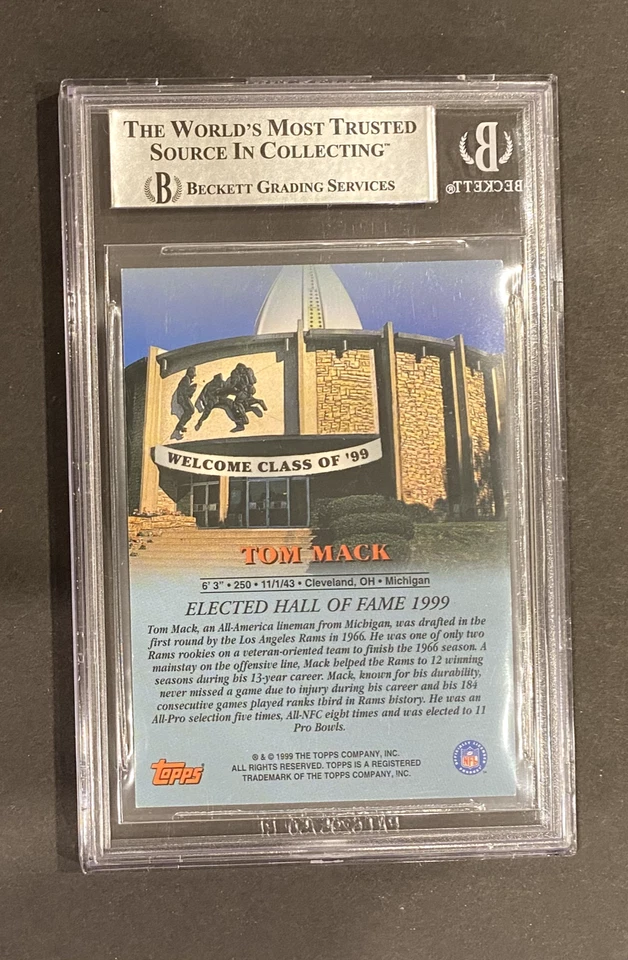 THE WORLD'S MOST TRUSTED
SOURCE IN COLLECTING™
B BECKETT GRADING SERVICES
B
BECKETT®
WELCOME CLASS OF '99
TOM MACK
6' 3" • 250 • 11/1/43 • Cleveland, OH • Michigan
ELECTED HALL OF FAME 1999
Tom Mack, an All-America lineman from Michigan, was drafted in the
first round by the Los Angeles Rams in 1966. He was one of only two
Rams rookies on a veteran-oriented team to finish the 1966 season. A
mainstay on the offensive line, Mack helped the Rams to 12 winning
seasons during his 13-year career. Mack, known for his durability,
never missed a game due to injury during his career and his 184
consecutive games played ranks third in Rams history. He was an
All-Pro selection five times, All-NFC eight times and was elected to 11
Pro Bowls.
® & © 1999 THE TOPPS COMPANY, INC.
ALL RIGHTS RESERVED. TOPPS IS A REGISTERED
TRADEMARK OF THE TOPPS COMPANY, INC.
TOPPS
NFL